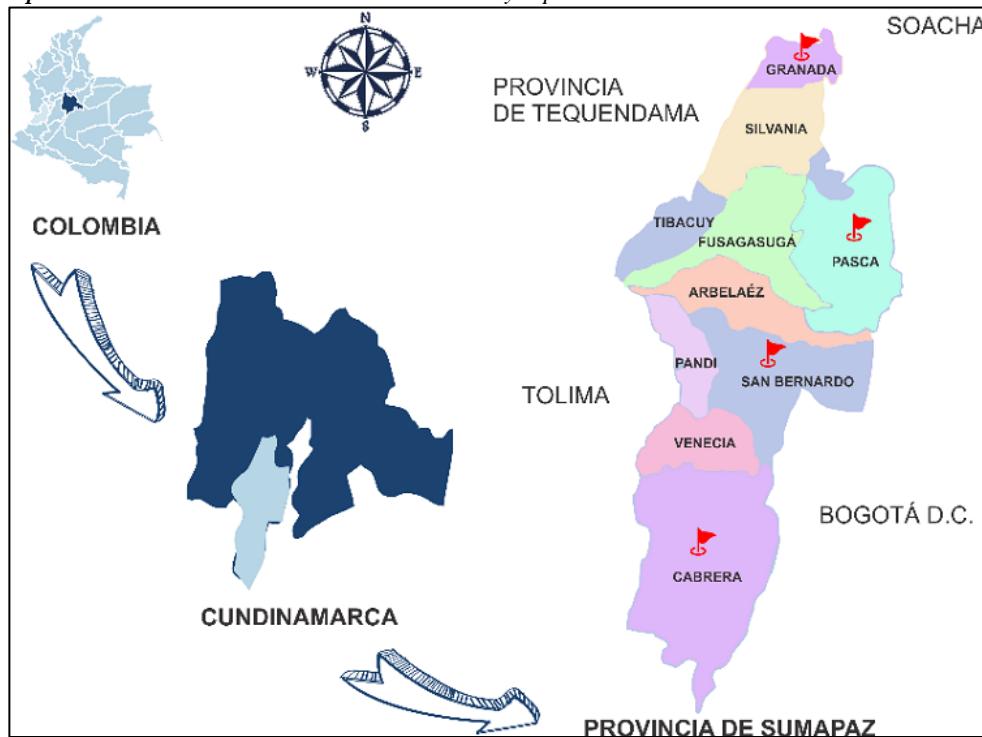 N
W
E
S
COLOMBIA
CUNDINAMARCA
SOACHA
PROVINCIA
DE TEQUENDAMA
GRANADA
SILVANIA
TIBACUY
FUSAGASUGÁ
PASCA
ARBELAÉZ
PANDI
SAN BERNARDO
TOLIMA
VENECIA
BOGOTÁ D.C.
CABRERA
PROVINCIA DE SUMAPAZ